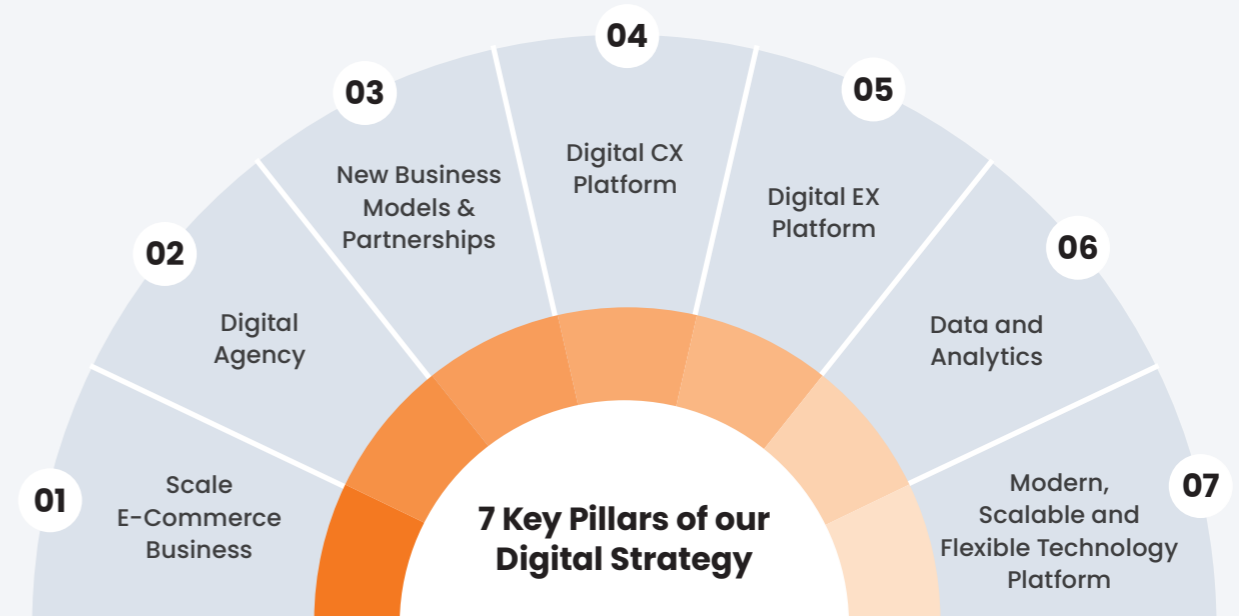 01
Scale
E-Commerce
Business
02
Digital
Agency
03
New Business
Models &
Partnerships
04
Digital CX
Platform
05
Digital EX
Platform
06
Data and
Analytics
07
Modern,
Scalable and
Flexible Technology
Platform
7 Key Pillars of our
Digital Strategy